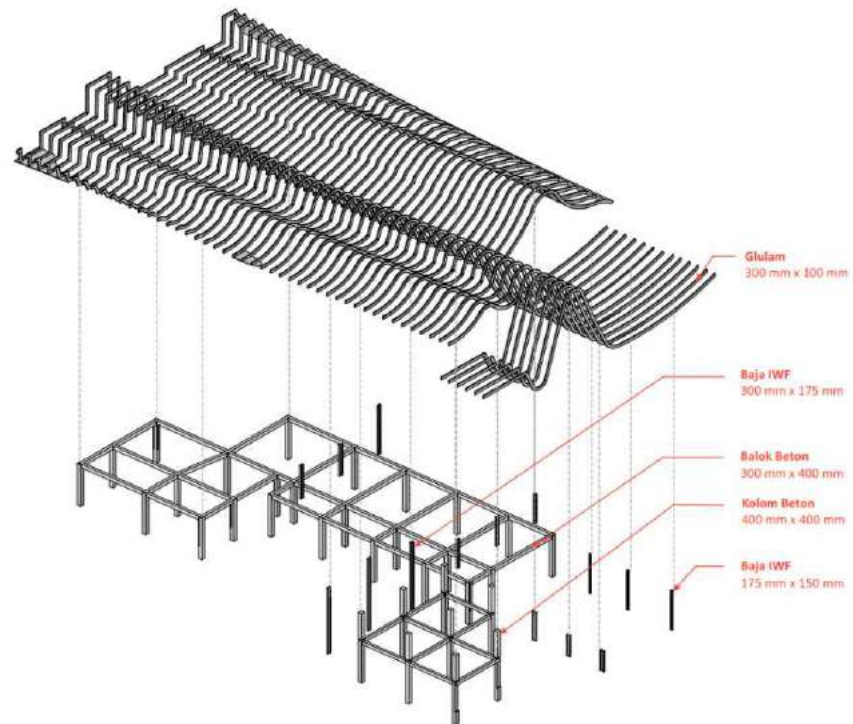 Glulam
300 mm x 100 mm
Baja IWF
300 mm x 175 mm
Balok Beton
300 mm x 400 mm
Kolom Beton
400 mm x 400 mm
Baja IWF
175 mm x 150 mm